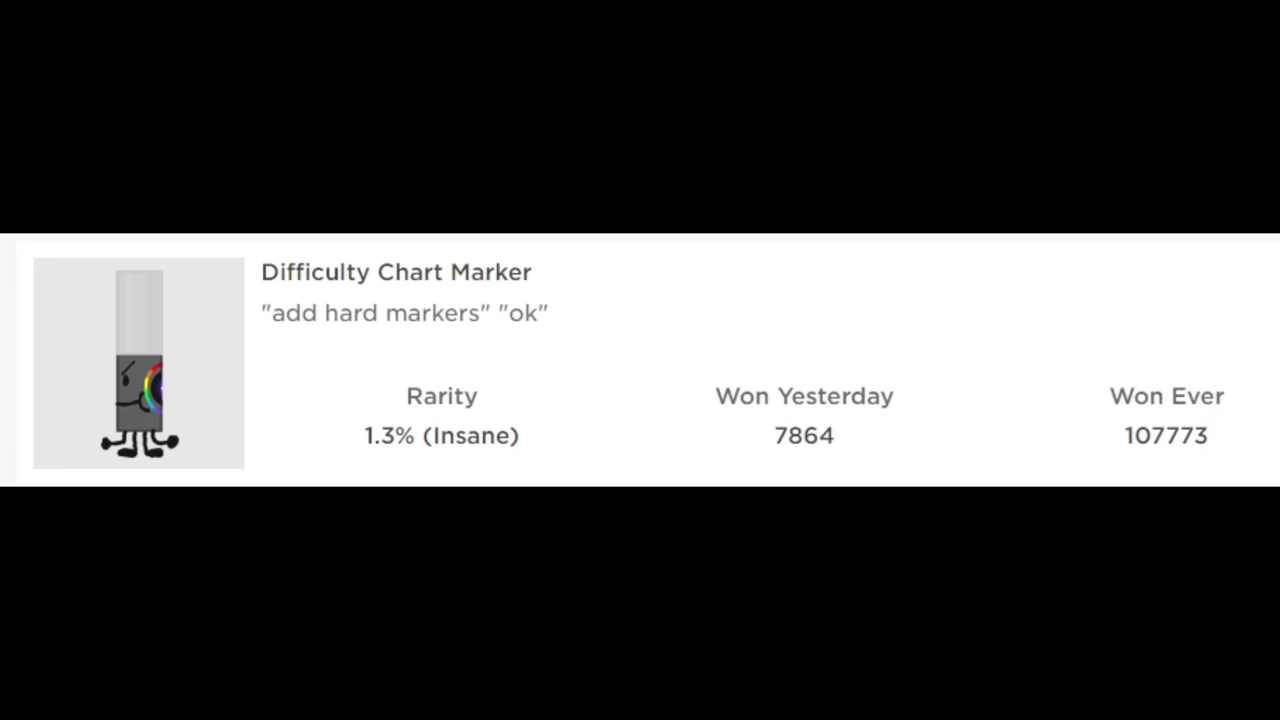 Difficulty Chart Marker
"add hard markers" "ok"
Rarity Won Yesterday Won Ever
1.3% (Insane) 7864 107773